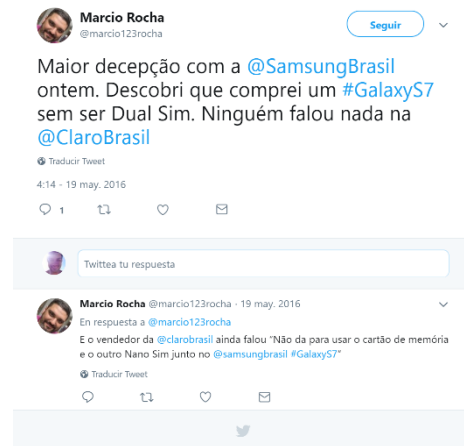 Marcio Rocha
@marcio123rocha
Seguir
Maior decepção com a @SamsungBrasil
ontem. Descobri que comprei um #GalaxyS7
sem ser Dual Sim. Ninguém falou nada na
@ClaroBrasil
Traducir Tweet
4:14 - 19 may. 2016
1
Twittea tu respuesta
Marcio Rocha @marcio123rocha · 19 may. 2016
En respuesta a @marcio123rocha
E o vendedor da @clarobrasil ainda falou "Não da para usar o cartão de memória
e o outro Nano Sim junto no @samsungbrasil #GalaxyS7"
Traducir Tweet